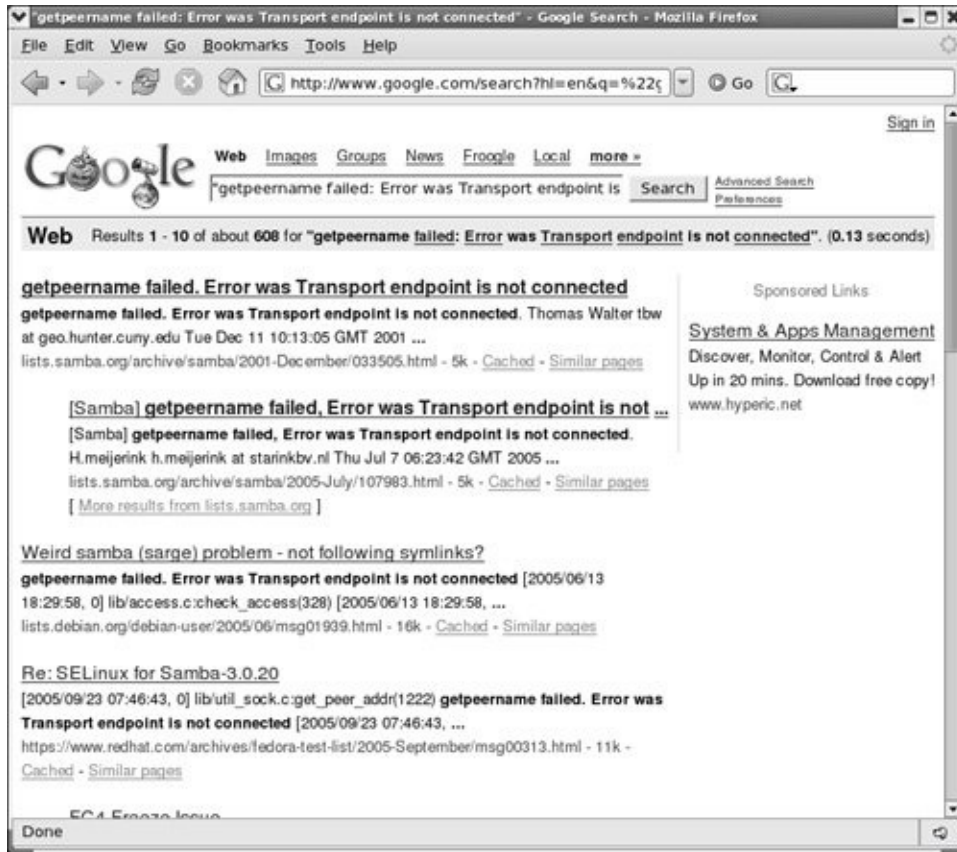 "getpeername failed: Error was Transport endpoint is not connected" - Google Search - Mozilla Firefox
File Edit View Go Bookmarks Tools Help
http://www.google.com/search?hl=en&q=%22g Go
Sign in
Google
Web Images Groups News Froogle Local more »
"getpeername failed: Error was Transport endpoint is Search Advanced Search
Preferences
Web Results 1 - 10 of about 608 for "getpeername failed: Error was Transport endpoint is not connected". (0.13 seconds)
getpeername failed. Error was Transport endpoint is not connected
getpeername failed. Error was Transport endpoint is not connected. Thomas Walter tbw
at geo.hunter.cuny.edu Tue Dec 11 10:13:05 GMT 2001 ...
lists.samba.org/archive/samba/2001-December/033505.html - 5k - Cached - Similar pages
[Samba] getpeername failed, Error was Transport endpoint is not ...
[Samba] getpeername failed, Error was Transport endpoint is not connected.
H.meijerink h.meijerink at starinkbv.nl Thu Jul 7 06:23:42 GMT 2005 ...
lists.samba.org/archive/samba/2005-July/107983.html - 5k - Cached - Similar pages
[ More results from lists.samba.org ]
Weird samba (sarge) problem - not following symlinks?
getpeername failed. Error was Transport endpoint is not connected [2005/06/13
18:29:58, 0] lib/access.c:check_access(328) [2005/06/13 18:29:58, ...
lists.debian.org/debian-user/2005/06/msg01939.html - 16k - Cached - Similar pages
Re: SELinux for Samba-3.0.20
[2005/09/23 07:46:43, 0] lib/util_sock.c:get_peer_addr(1222) getpeername failed. Error was
Transport endpoint is not connected [2005/09/23 07:46:43, ...
https://www.redhat.com/archives/fedora-test-list/2005-September/msg00313.html - 11k -
Cached - Similar pages
FC4 Freeze Issue
Sponsored Links
System & Apps Management
Discover, Monitor, Control & Alert
Up in 20 mins. Download free copy!
www.hyperic.net
Done